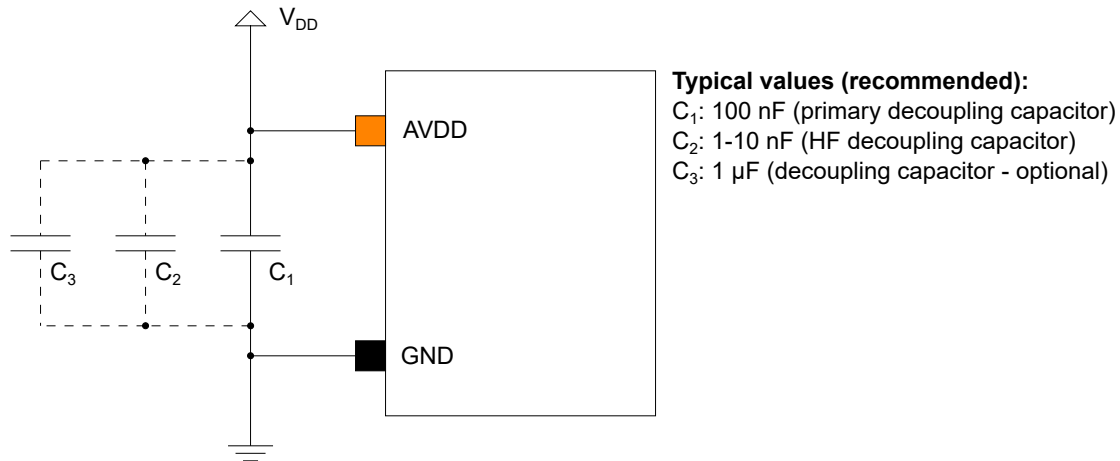 V_DD
AVDD
Typical values (recommended):
C₁: 100 nF (primary decoupling capacitor)
C₂: 1-10 nF (HF decoupling capacitor)
C₃: 1 µF (decoupling capacitor - optional)
C₃
C₂
C₁
GND